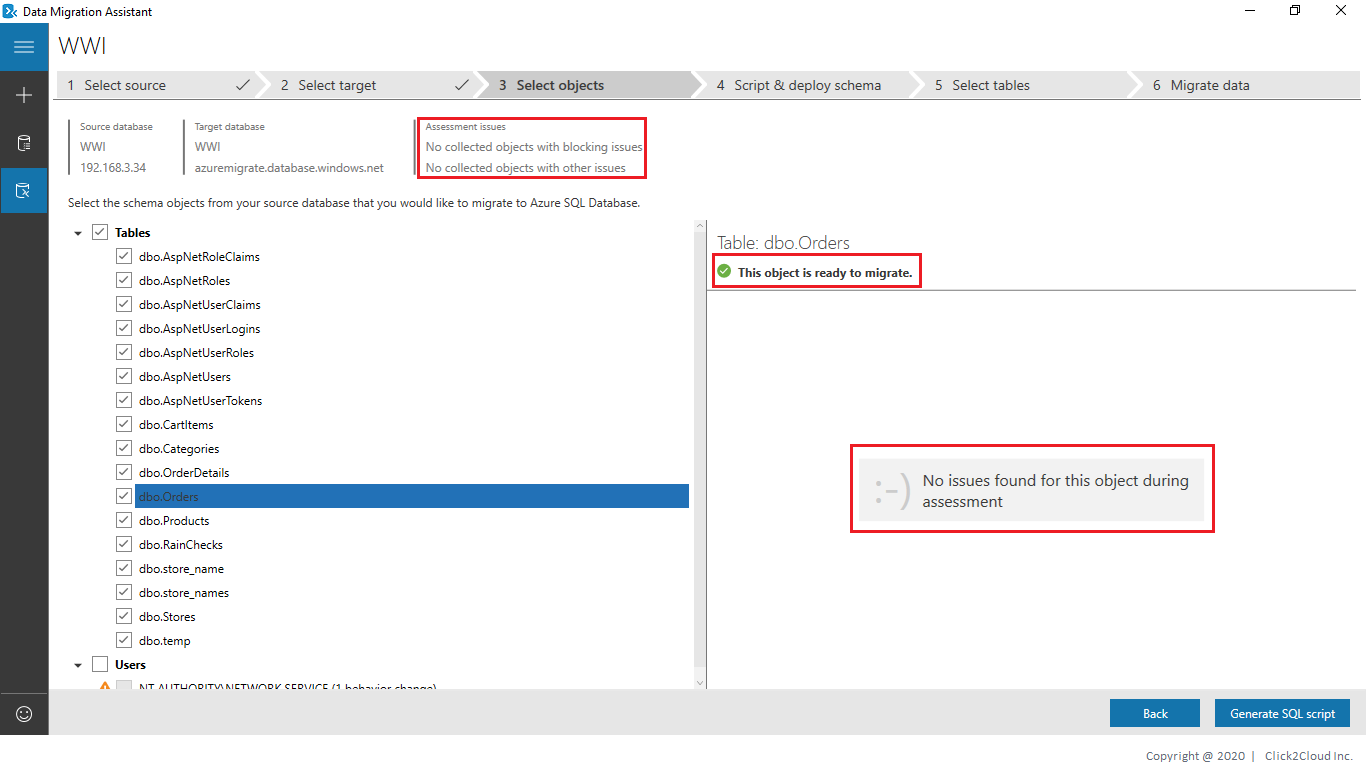 Data Migration Assistant
WWI
1 Select source
2 Select target
3 Select objects
4 Script & deploy schema
5 Select tables
6 Migrate data
Source database
WWI
192.168.3.34
Target database
WWI
azuremigrate.database.windows.net
Assessment issues
No collected objects with blocking issues
No collected objects with other issues
Select the schema objects from your source database that you would like to migrate to Azure SQL Database.
Tables
dbo.AspNetRoleClaims
dbo.AspNetRoles
dbo.AspNetUserClaims
dbo.AspNetUserLogins
dbo.AspNetUserRoles
dbo.AspNetUsers
dbo.AspNetUserTokens
dbo.CartItems
dbo.Categories
dbo.OrderDetails
dbo.Orders
dbo.Products
dbo.RainChecks
dbo.store_name
dbo.store_names
dbo.Stores
dbo.temp
Users
NT AUTHORITY\NETWORK SERVICE (1 behavior change)
Table: dbo.Orders
This object is ready to migrate.
:-)
No issues found for this object during
assessment
Back
Generate SQL script
Copyright @ 2020 | Click2Cloud Inc.